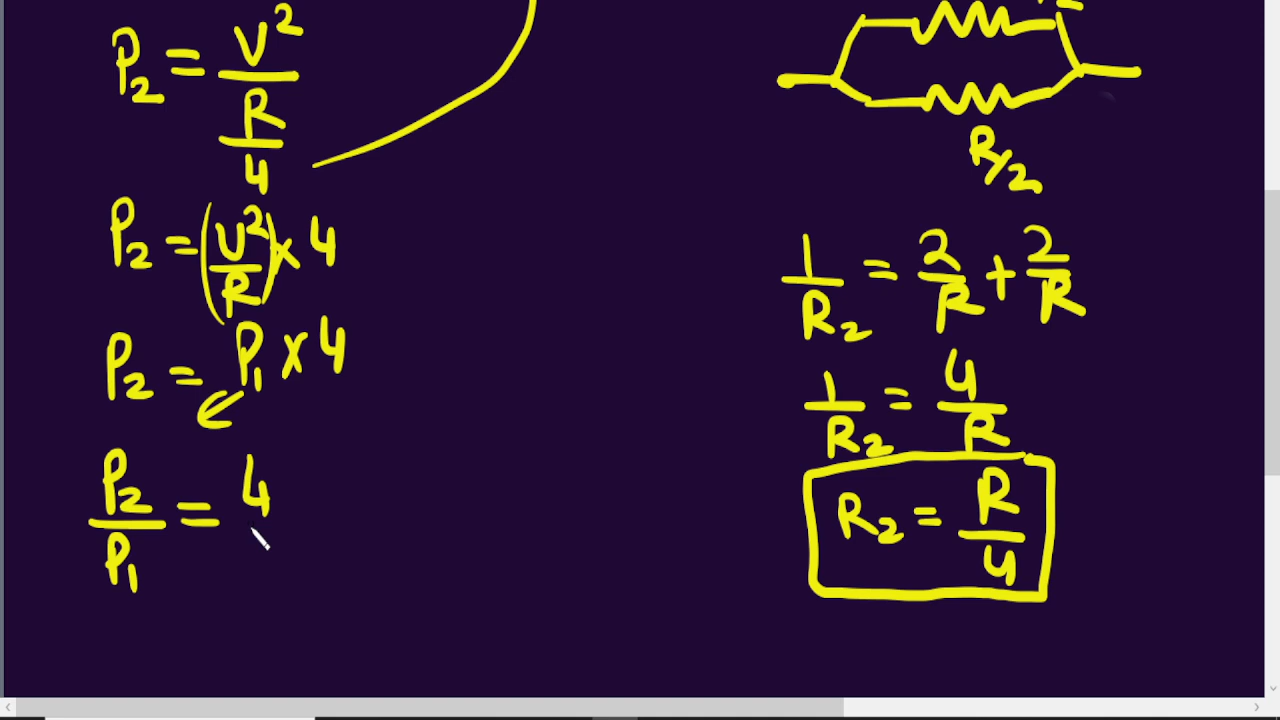 P₂ = V² / (R/4)
P₂ = (V²/R) × 4
P₂ = P₁ × 4
P₂/P₁ = 4
R/2
1/R₂ = 2/R + 2/R
1/R₂ = 4/R
R₂ = R/4